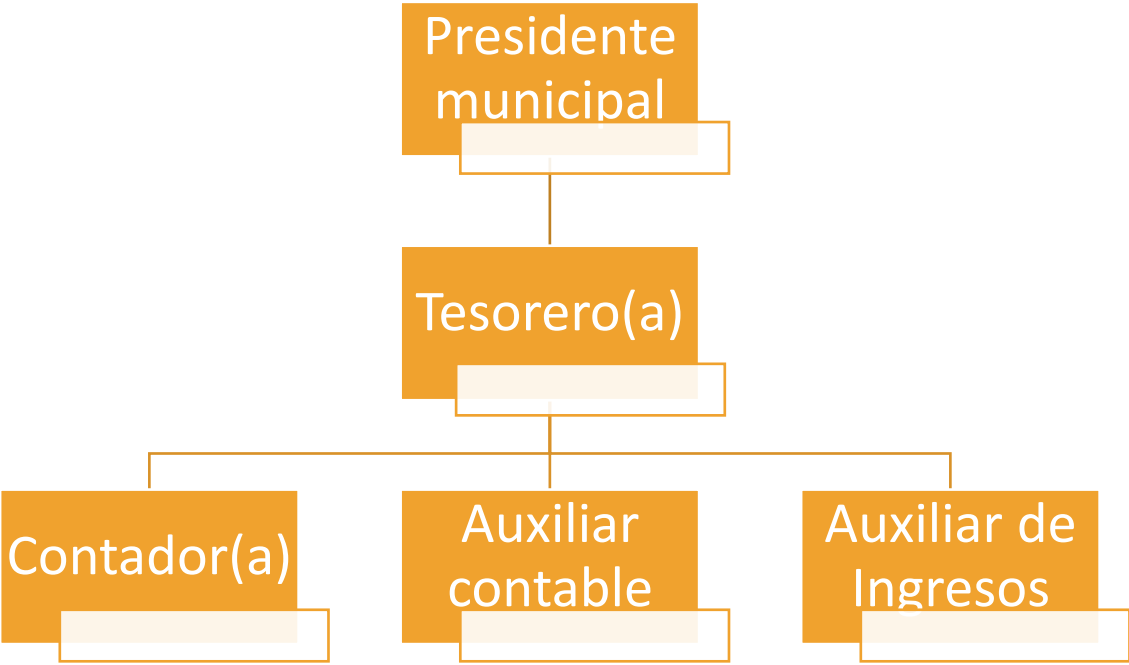 Presidente
municipal
Tesorero(a)
Contador(a)
Auxiliar
contable
Auxiliar de
Ingresos